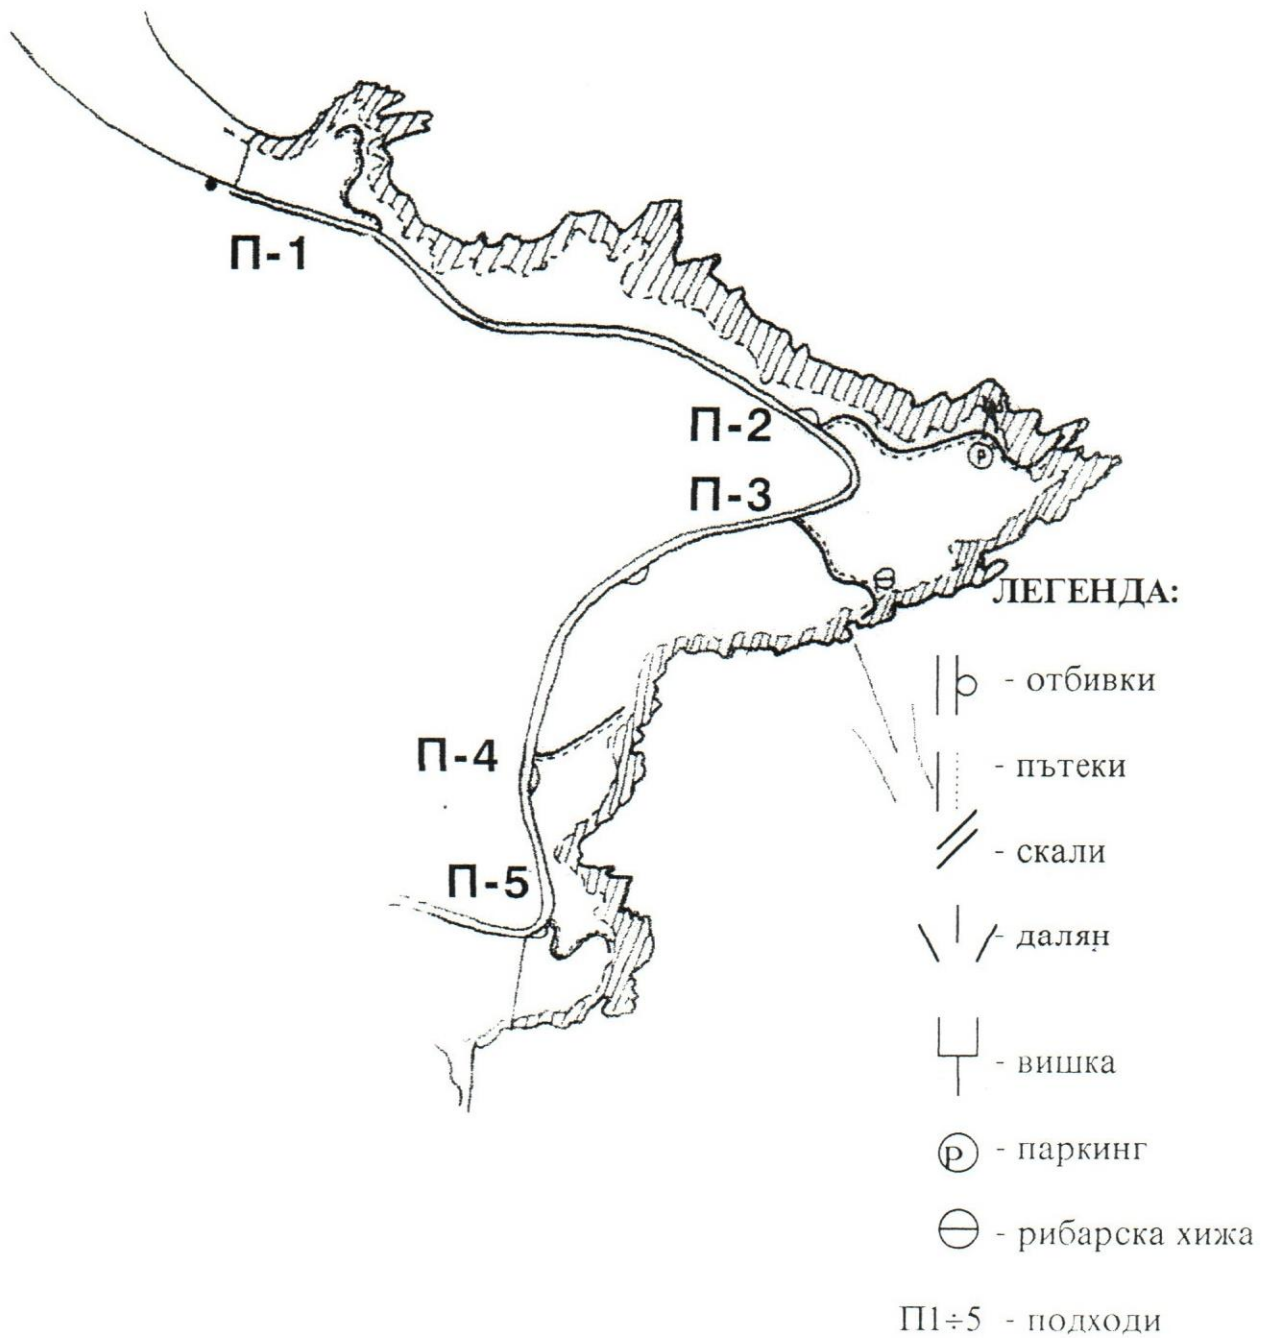 П-1
П-2
P
П-3
ЛЕГЕНДА:
- отбивки
- пътеки
П-4
- скали
П-5
- далян
- вишка
P - паркинг
- рибарска хижа
П1÷5 - подходи